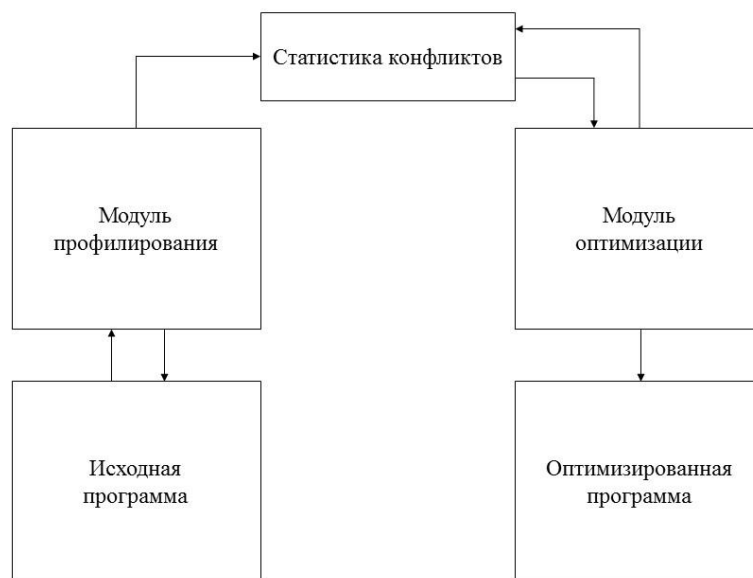 Статистика конфликтов
Модуль
профилирования
Модуль
оптимизации
Исходная
программа
Оптимизированная
программа